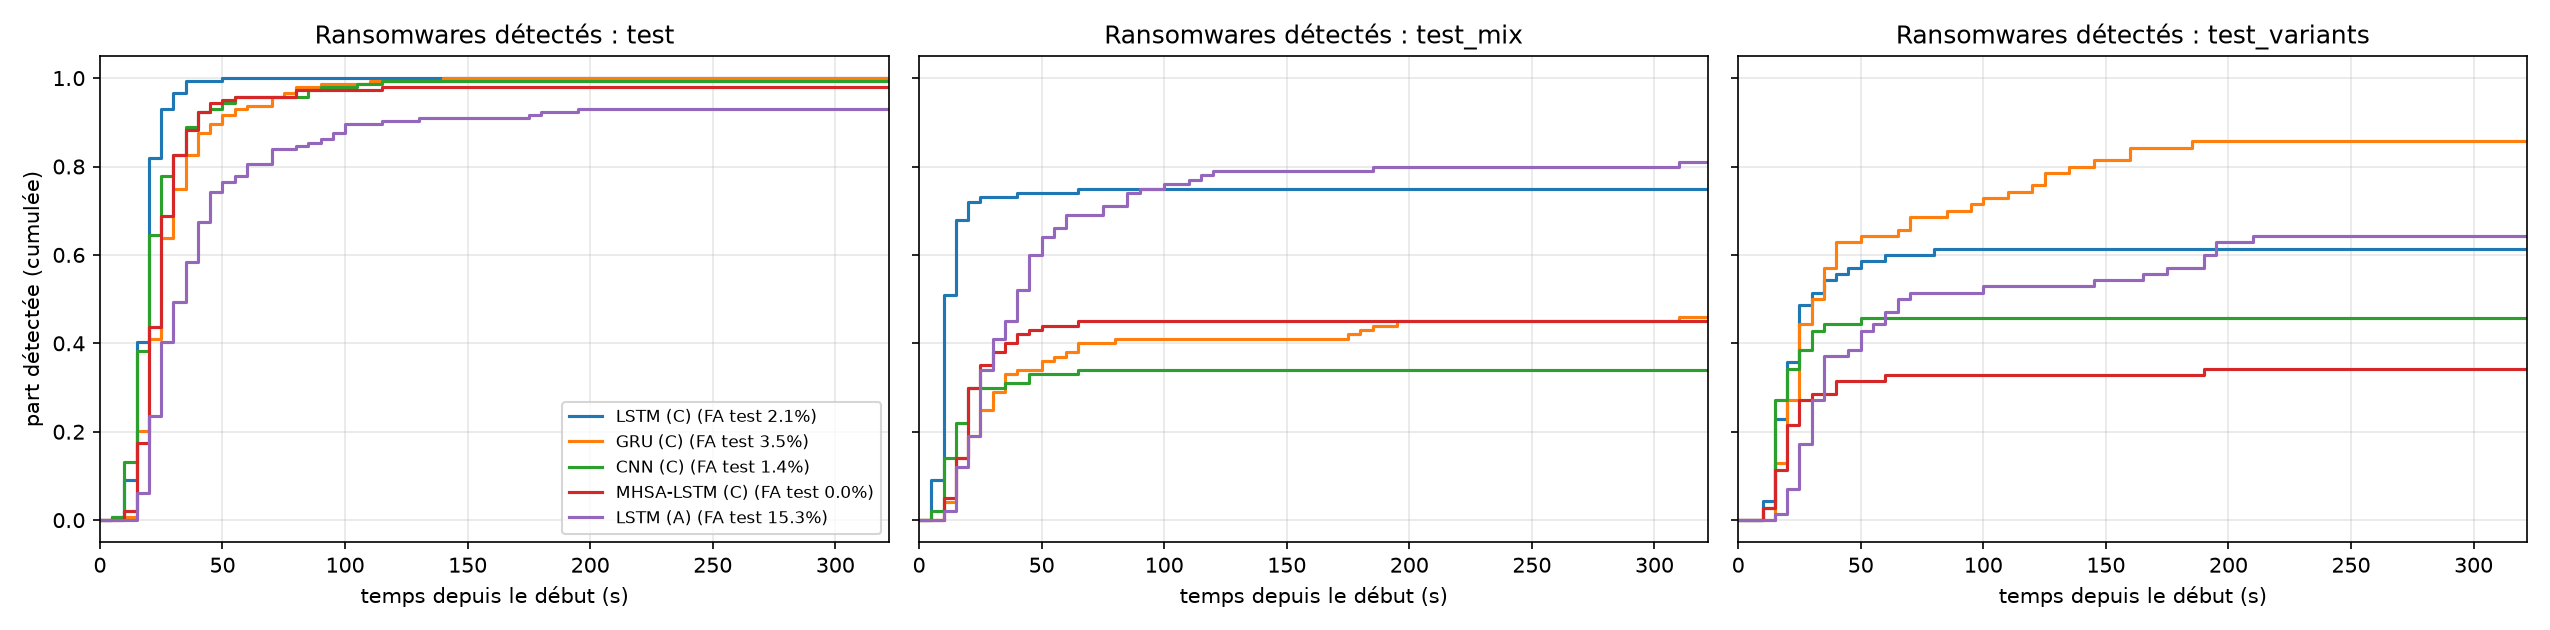 Ransomwares détectés : test
Ransomwares détectés : test_mix
Ransomwares détectés : test_variants
part détectée (cumulée)
1.0
0.8
0.6
0.4
0.2
0.0
LSTM (C) (FA test 2.1%)
GRU (C) (FA test 3.5%)
CNN (C) (FA test 1.4%)
MHSA-LSTM (C) (FA test 0.0%)
LSTM (A) (FA test 15.3%)
0 50 100 150 200 250 300
0 50 100 150 200 250 300
0 50 100 150 200 250 300
temps depuis le début (s)
temps depuis le début (s)
temps depuis le début (s)